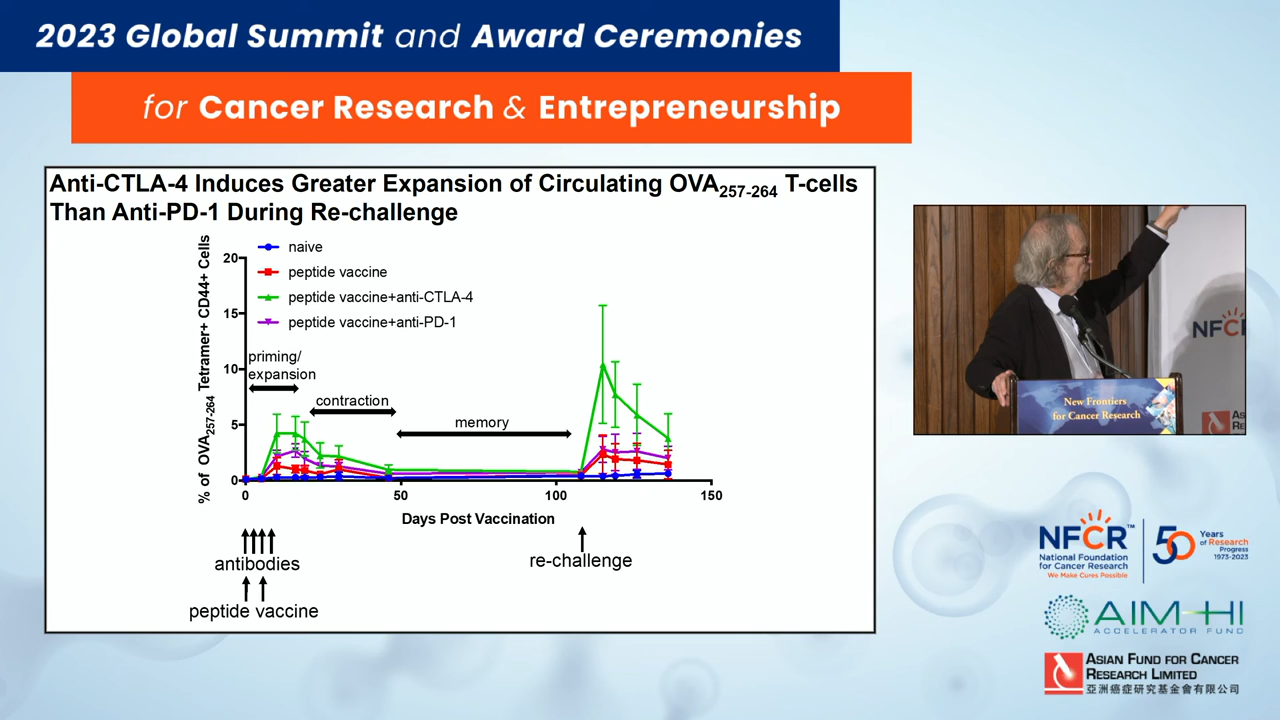 2023 Global Summit and Award Ceremonies
for Cancer Research & Entrepreneurship
Anti-CTLA-4 Induces Greater Expansion of Circulating OVA257-264 T-cells
Than Anti-PD-1 During Re-challenge
% of OVA257-264 Tetramer+ CD44+ Cells
naive
peptide vaccine
peptide vaccine+anti-CTLA-4
peptide vaccine+anti-PD-1
20
15
10
5
0
priming/
expansion
contraction
memory
0
50
100
150
Days Post Vaccination
antibodies
re-challenge
peptide vaccine
NFCR
New Frontiers
for Cancer Research
NFCR™
National Foundation
for Cancer Research
We Make Cures Possible
50
Years
of Research
Progress
1973-2023
AIM-HI
ACCELERATOR FUND
ASIAN FUND FOR CANCER
RESEARCH LIMITED
亞洲癌症研究基金會有限公司